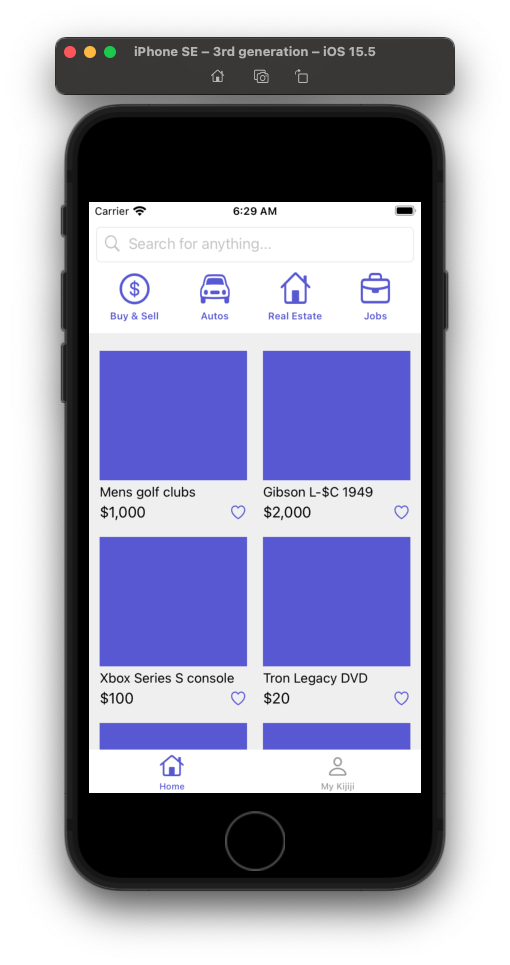 iPhone SE – 3rd generation – iOS 15.5
Carrier 6:29 AM
Search for anything...
$
Buy & Sell Autos Real Estate Jobs
Mens golf clubs Gibson L-$C 1949
$1,000 $2,000
Xbox Series S console Tron Legacy DVD
$100 $20
Home My Kijiji